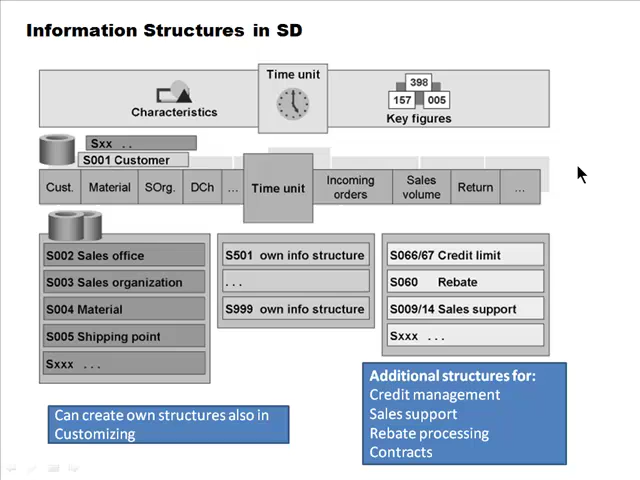 Information Structures in SD
Characteristics
Time unit
398
157 005
Key figures
Sxx . .
S001 Customer
Cust. Material SOrg. DCh ... Time unit Incoming orders Sales volume Return ...
S002 Sales office
S003 Sales organization
S004 Material
S005 Shipping point
Sxxx . . .
S501 own info structure
. . .
S999 own info structure
S066/67 Credit limit
S060 Rebate
S009/14 Sales support
Sxxx . . .
Can create own structures also in
Customizing
Additional structures for:
Credit management
Sales support
Rebate processing
Contracts